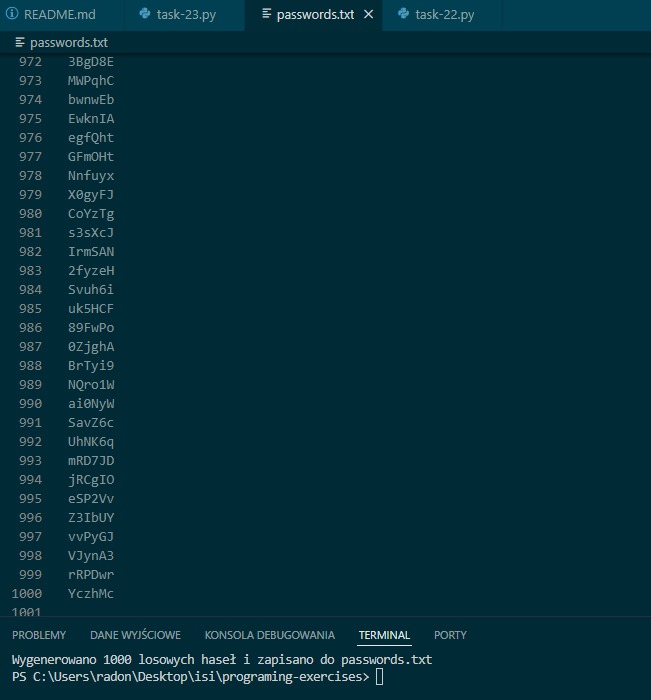 README.md task-23.py passwords.txt task-22.py
passwords.txt
972 3BgD8E
973 MWPqhC
974 bwnwEb
975 EwknIA
976 egfQht
977 GFmOHt
978 Nnfuyx
979 X0gyFJ
980 CoYzTg
981 s3sXcJ
982 IrmSAN
983 2fyzeH
984 Svuh6i
985 uk5HCF
986 89FwPo
987 0ZjghA
988 BrTyi9
989 NQro1W
990 ai0NyW
991 SavZ6c
992 UhNK6q
993 mRD7JD
994 jRCgIO
995 eSP2Vv
996 Z3IbUY
997 vvPyGJ
998 VJynA3
999 rRPDwr
1000 YczhMc
1001
PROBLEMY DANE WYJŚCIOWE KONSOLA DEBUGOWANIA TERMINAL PORTY
Wygenerowano 1000 losowych haseł i zapisano do passwords.txt
PS C:\Users\radon\Desktop\isi\programing-exercises>